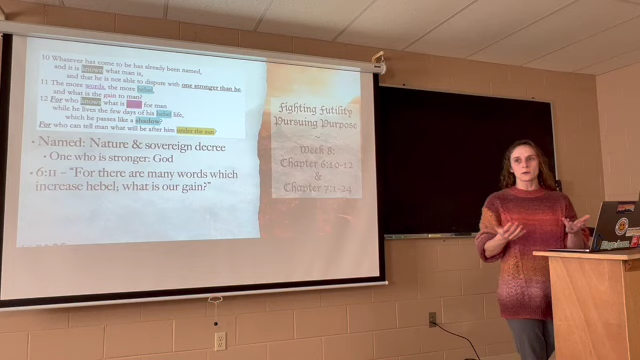 10 Whatever has come to be has already been named,
and it is known what man is,
and that he is not able to dispute with one stronger than he
11 The more words, the more hebel,
and what is the gain to man?
12 For who knows what is good for man
while he lives the few days of his hebel life,
which he passes like a shadow?
For who can tell man what will be after him under the sun?
• Named: Nature & sovereign decree
• One who is stronger: God
• 6:11 – “For there are many words which
increase hebel; what is our gain?”
Fighting Futility
Pursuing Purpose
~
Week 8:
Chapter 6:10-12
&
Chapter 7:1-24